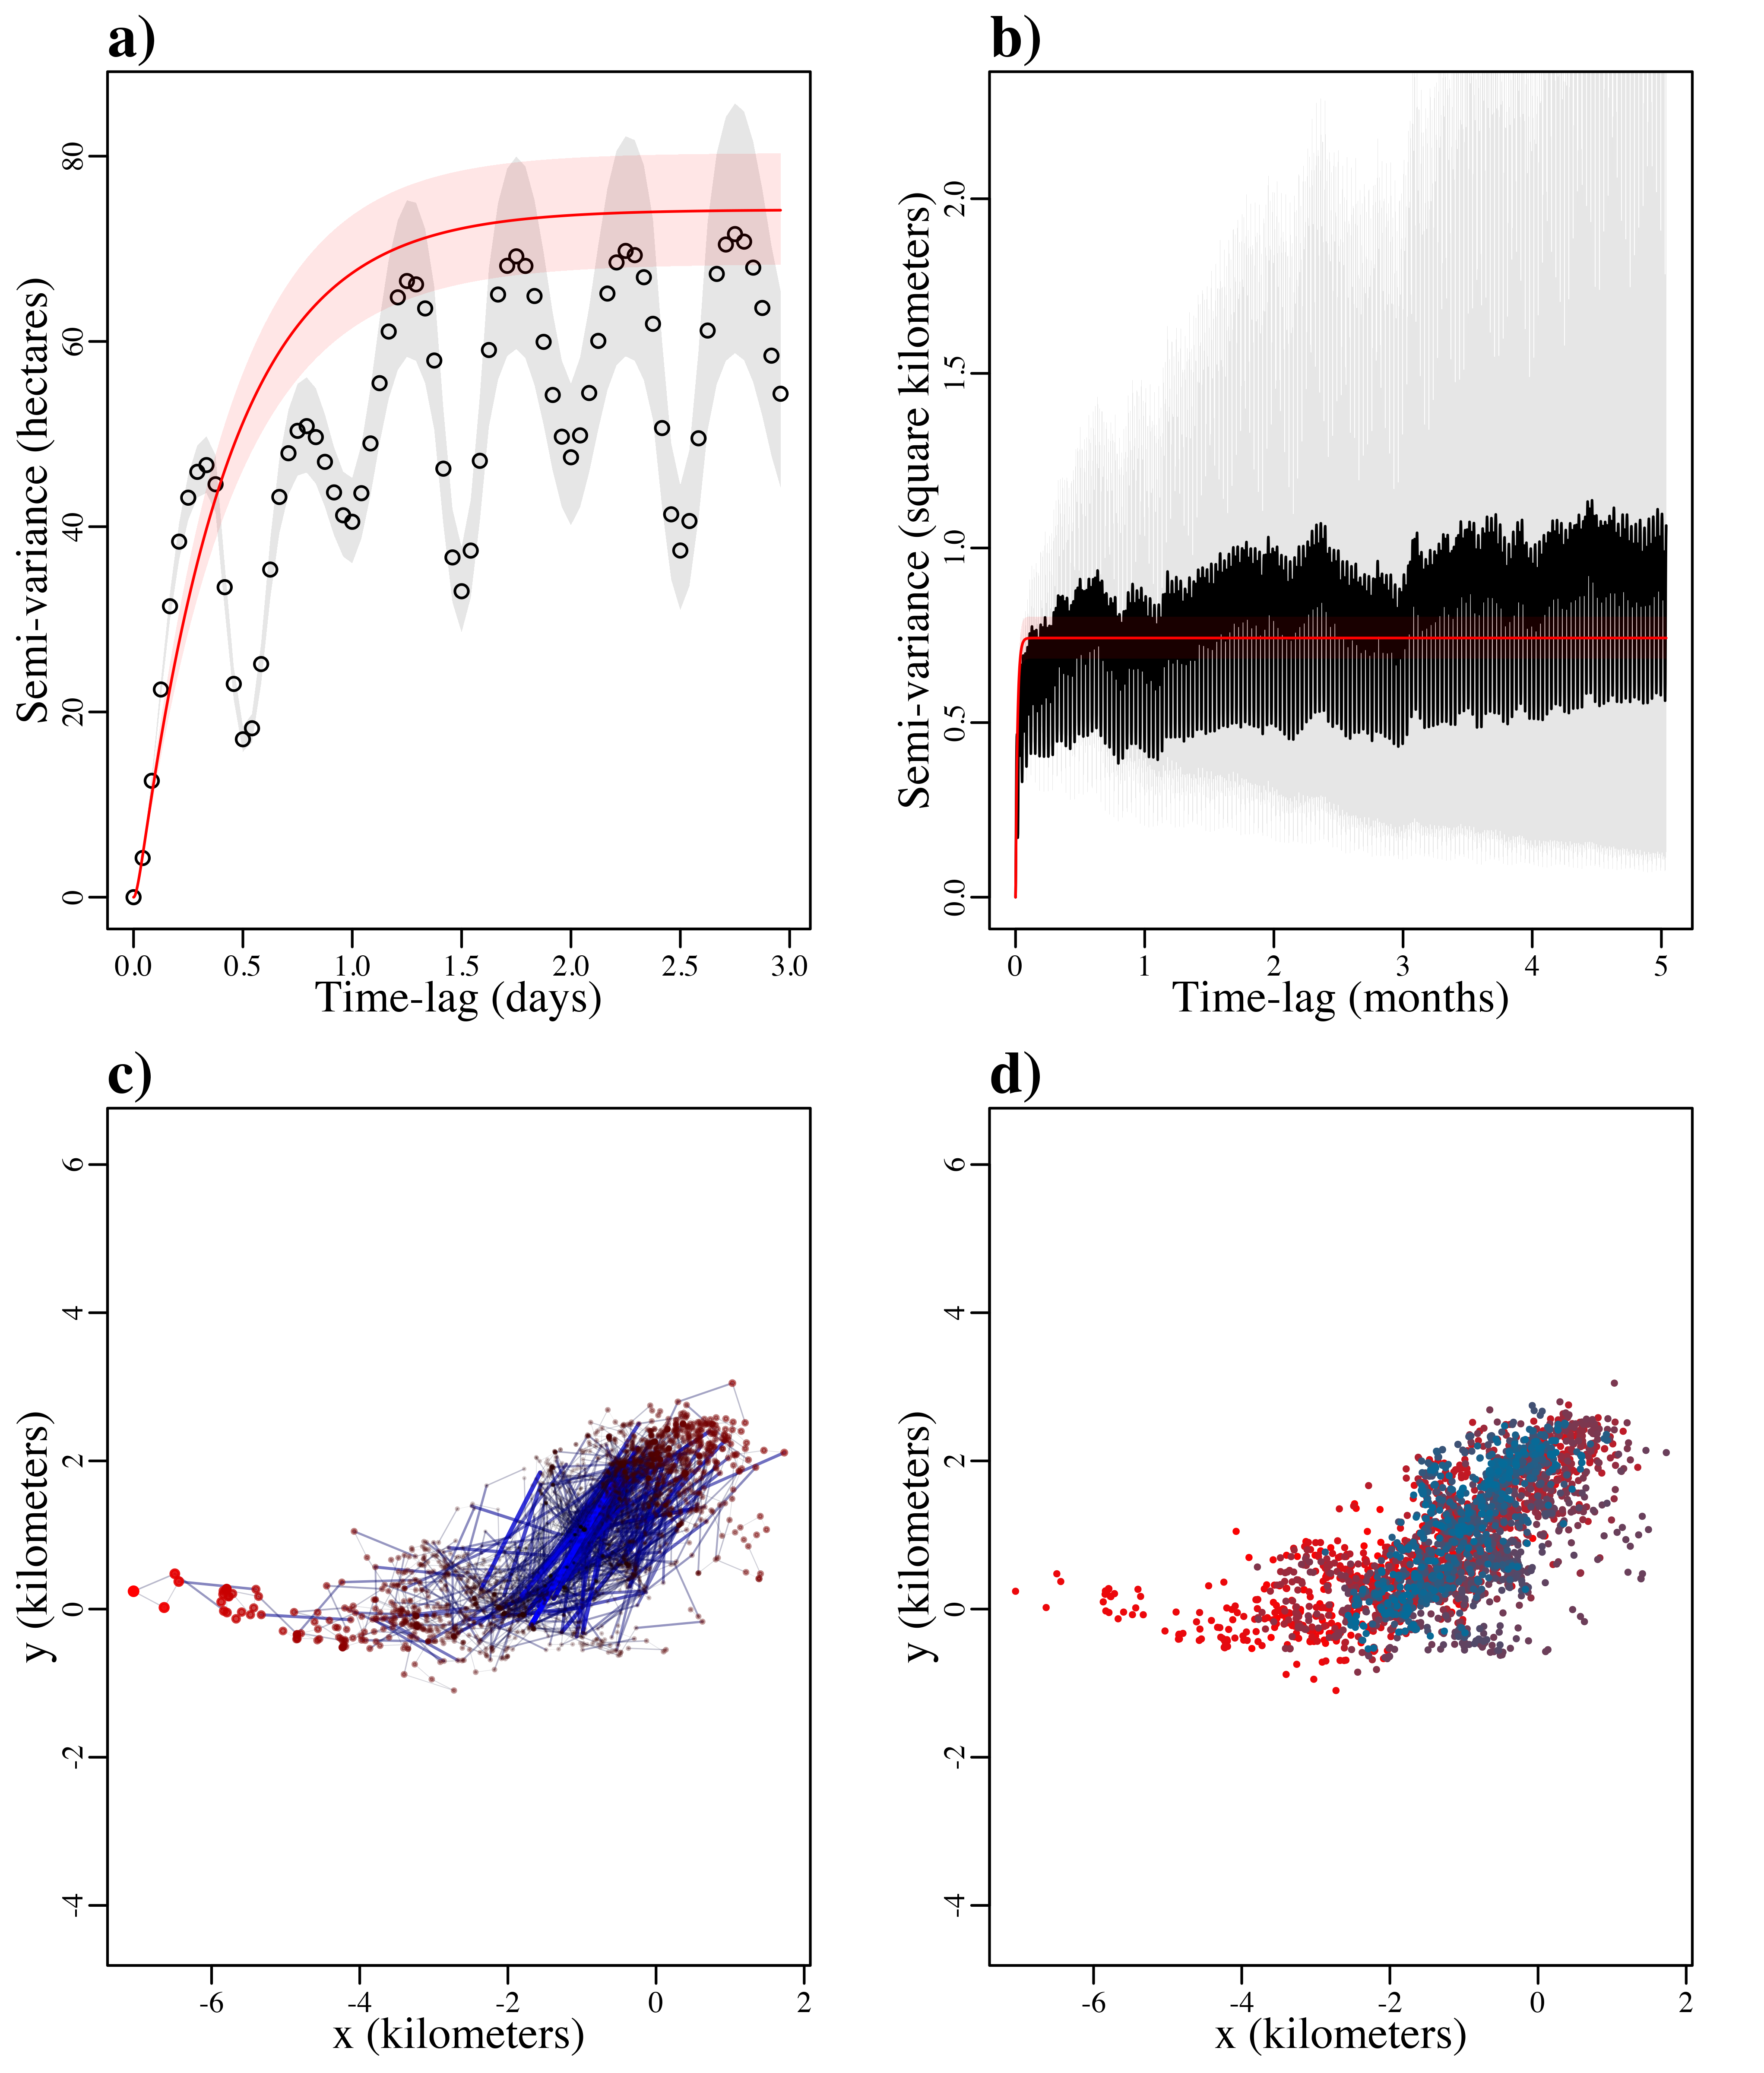 a)
Semi-variance (hectares)
80
60
40
20
0
0.0 0.5 1.0 1.5 2.0 2.5 3.0
Time-lag (days)
b)
Semi-variance (square kilometers)
2.0
1.5
1.0
0.5
0.0
0 1 2 3 4 5
Time-lag (months)
c)
y (kilometers)
6
4
2
0
-2
-4
-6 -4 -2 0 2
x (kilometers)
d)
y (kilometers)
6
4
2
0
-2
-4
-6 -4 -2 0 2
x (kilometers)